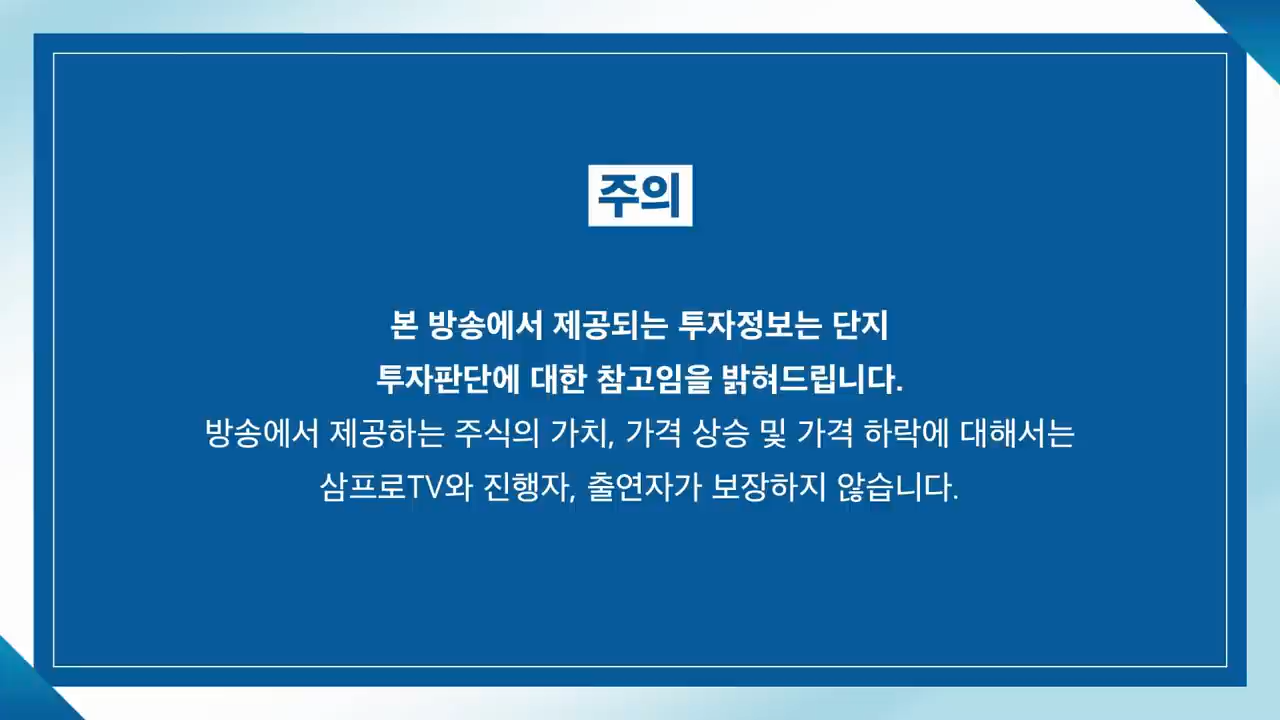 주의
본 방송에서 제공되는 투자정보는 단지
투자판단에 대한 참고임을 밝혀드립니다.
방송에서 제공하는 주식의 가치, 가격 상승 및 가격 하락에 대해서는
삼프로TV와 진행자, 출연자가 보장하지 않습니다.